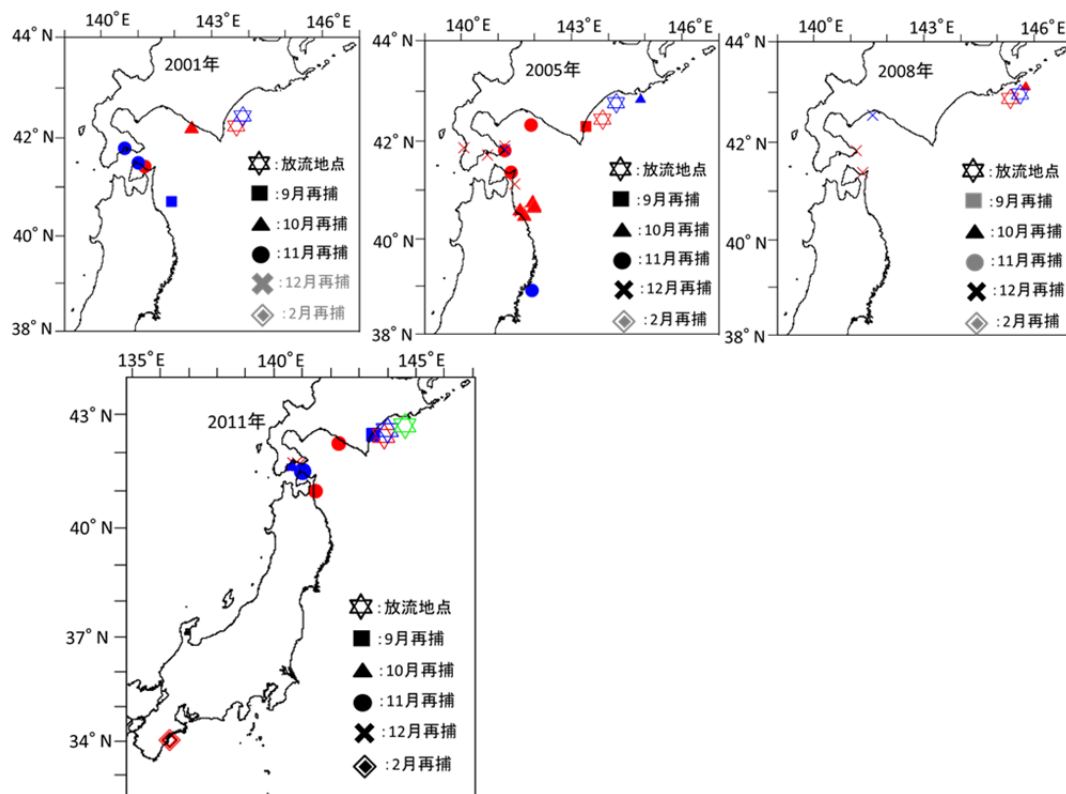 140°E 143°E 146°E
44°N
2001年
42°N
40°N
38°N
:放流地点
:9月再捕
:10月再捕
:11月再捕
:12月再捕
:2月再捕
140°E 143°E 146°E
44°N
2005年
42°N
40°N
38°N
:放流地点
:9月再捕
:10月再捕
:11月再捕
:12月再捕
:2月再捕
140°E 143°E 146°E
44°N
2008年
42°N
40°N
38°N
:放流地点
:9月再捕
:10月再捕
:11月再捕
:12月再捕
:2月再捕
135°E 140°E 145°E
43°N
2011年
40°N
37°N
34°N
:放流地点
:9月再捕
:10月再捕
:11月再捕
:12月再捕
:2月再捕